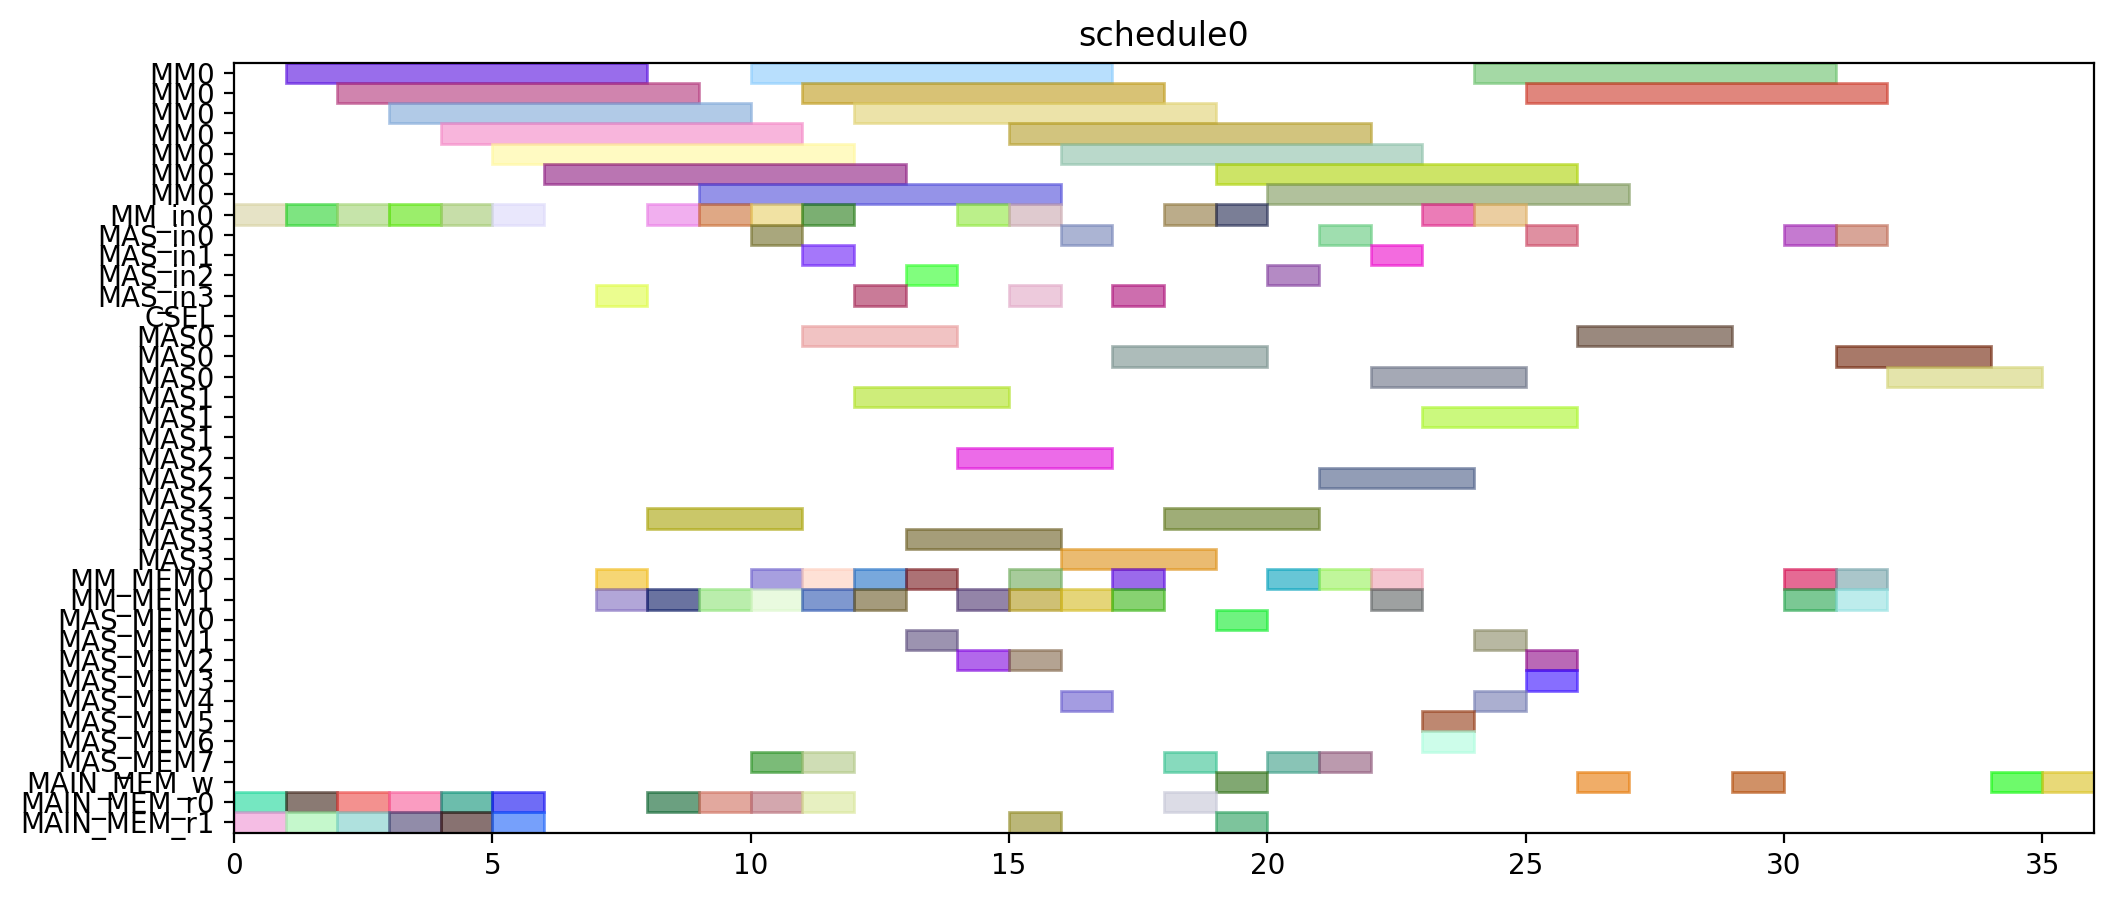 schedule0
MM0
MM0
MM0
MM0
MM0
MM0
MM0
MM_in0
MAS_in0
MAS_in1
MAS_in2
MAS_in3
CSEL
MAS0
MAS0
MAS0
MAS1
MAS1
MAS1
MAS2
MAS2
MAS2
MAS3
MAS3
MAS3
MM_MEM0
MM_MEM1
MAS_MEM0
MAS_MEM1
MAS_MEM2
MAS_MEM3
MAS_MEM4
MAS_MEM5
MAS_MEM6
MAS_MEM7
MAIN_MEM_w
MAIN_MEM_r0
MAIN_MEM_r1
0 5 10 15 20 25 30 35